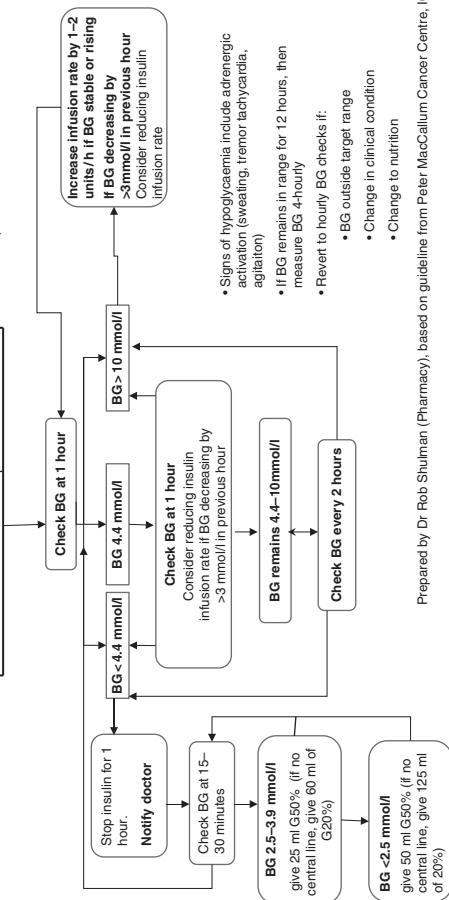 Check BG at 1 hour
BG < 4.4 mmol/l
BG 4.4 mmol/l
BG > 10 mmol/l
Increase infusion rate by 1–2
units/h if BG stable or rising
If BG decreasing by
>3mmol/l in previous hour
Consider reducing insulin
infusion rate
Stop insulin for 1
hour.
Notify doctor
Check BG at 1 hour
Consider reducing insulin
infusion rate if BG decreasing by
>3 mmol/l in previous hour
Check BG at 15–
30 minutes
BG remains 4.4–10mmol/l
BG 2.5–3.9 mmol/l
give 25 ml G50% (if no
central line, give 60 ml of
G20%)
Check BG every 2 hours
BG <2.5 mmol/l
give 50 ml G50% (if no
central line, give 125 ml
of 20%)
• Signs of hypoglycaemia include adrenergic
activation (sweating, tremor tachycardia,
agitaiton)
• If BG remains in range for 12 hours, then
measure BG 4-hourly
• Revert to hourly BG checks if:
• BG outside target range
• Change in clinical condition
• Change to nutrition
Prepared by Dr Rob Shulman (Pharmacy), based on guideline from Peter MacCallum Cancer Centre,